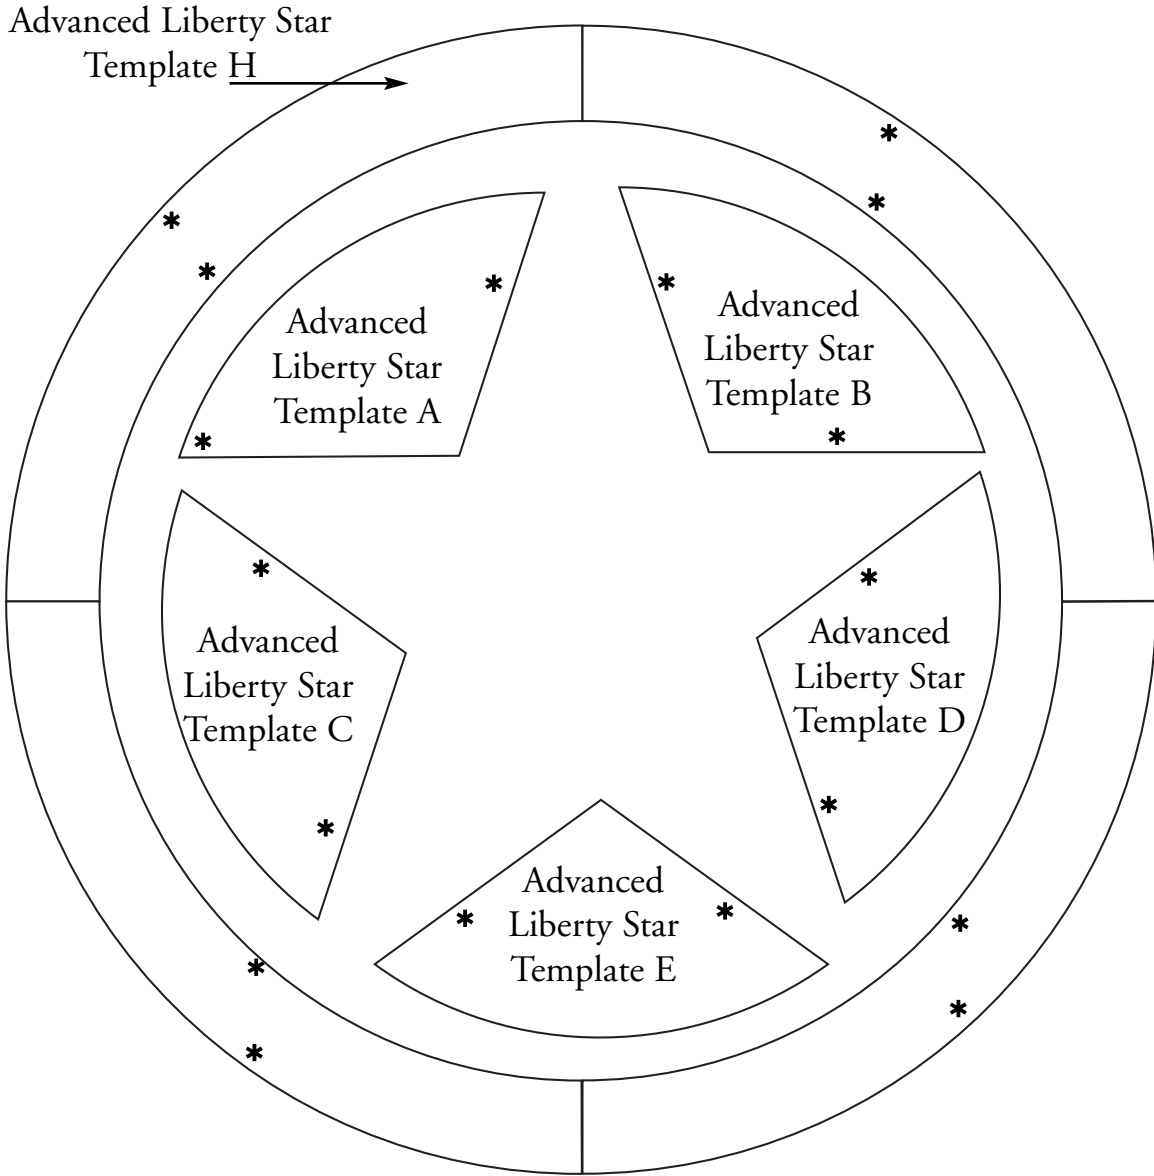 Advanced Liberty Star
Template H
Advanced
Liberty Star
Template A
Advanced
Liberty Star
Template B
Advanced
Liberty Star
Template C
Advanced
Liberty Star
Template D
Advanced
Liberty Star
Template E